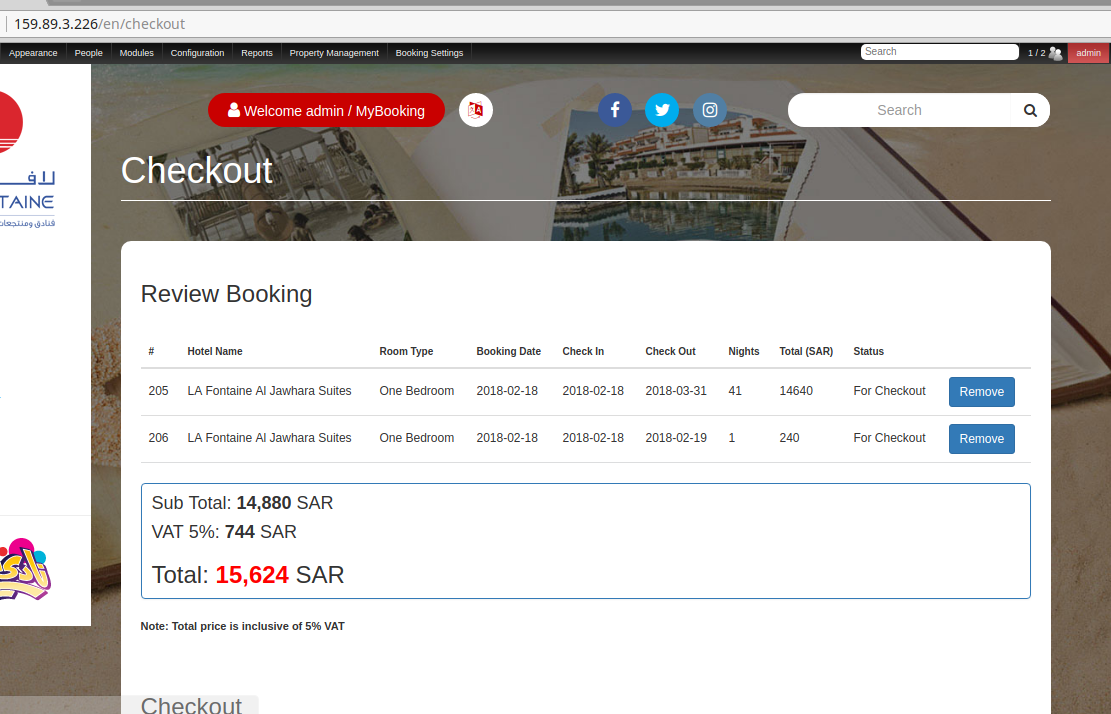 159.89.3.226/en/checkout
Appearance People Modules Configuration Reports Property Management Booking Settings Search 1 / 2 admin
Welcome admin / MyBooking A Search
Checkout
للـفـ
TAINE
فنادق ومنتجعات
Review Booking
# Hotel Name Room Type Booking Date Check In Check Out Nights Total (SAR) Status
205 LA Fontaine Al Jawhara Suites One Bedroom 2018-02-18 2018-02-18 2018-03-31 41 14640 For Checkout Remove
206 LA Fontaine Al Jawhara Suites One Bedroom 2018-02-18 2018-02-18 2018-02-19 1 240 For Checkout Remove
Sub Total: 14,880 SAR
VAT 5%: 744 SAR
Total: 15,624 SAR
Note: Total price is inclusive of 5% VAT
Checkout